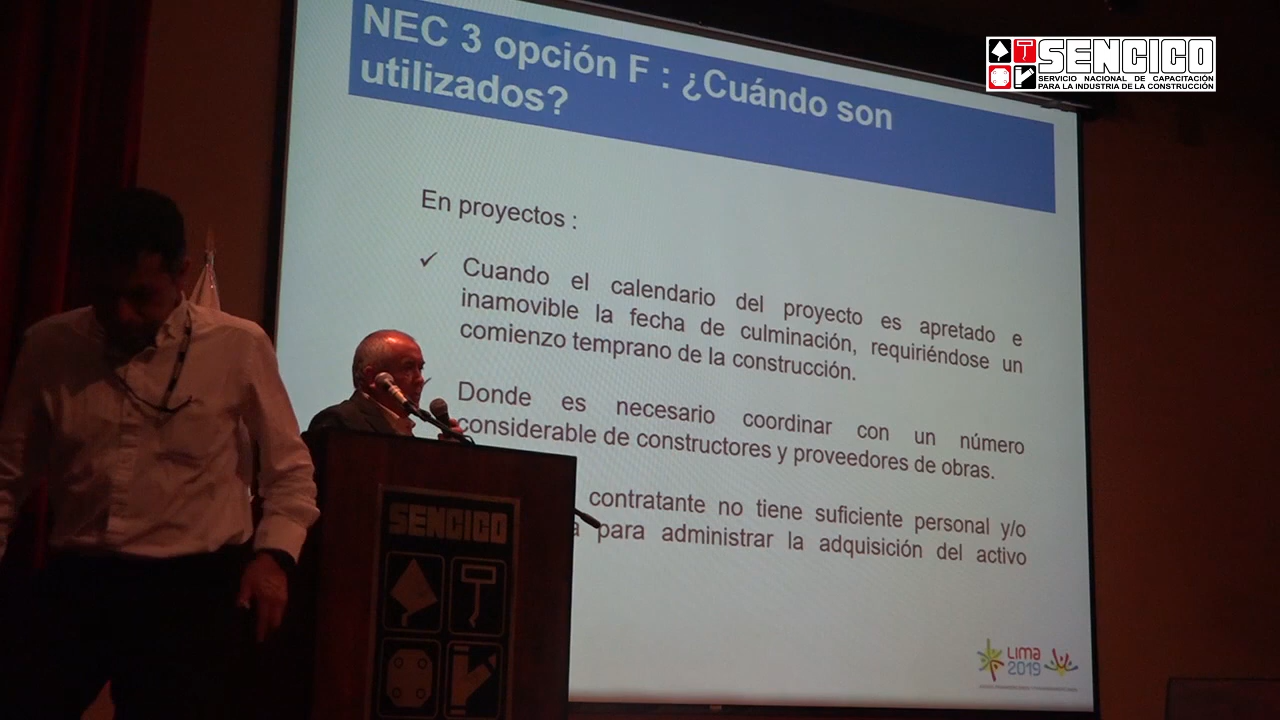 NEC 3 opción F : ¿Cuándo son
utilizados?
SENCICO
SERVICIO NACIONAL DE CAPACITACIÓN
PARA LA INDUSTRIA DE LA CONSTRUCCIÓN
En proyectos :
✓ Cuando el calendario del proyecto es apretado e
inamovible la fecha de culminación, requiriéndose un
comienzo temprano de la construcción.
Donde es necesario coordinar con un número
considerable de constructores y proveedores de obras.
contratante no tiene suficiente personal y/o
para administrar la adquisición del activo
SENCICO
LIMA
2019